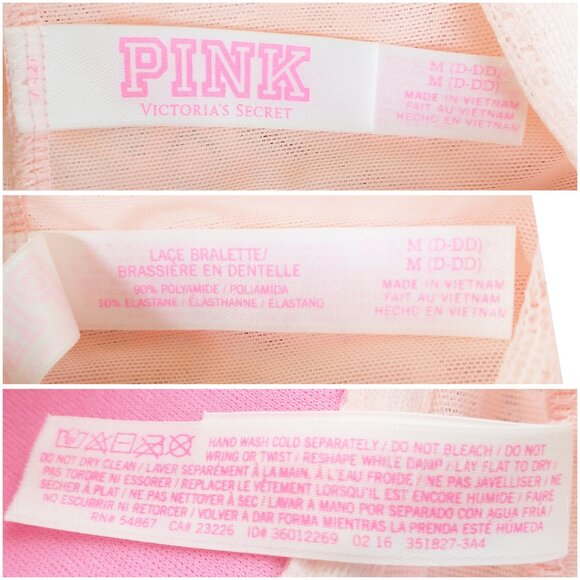 PINK
VICTORIA'S SECRET
M (D-DD)
M (D-DD)
MADE IN VIETNAM
FAIT AU VIETNAM
HECHO EN VIETNAM
LACE BRALETTE/
BRASSIÈRE EN DENTELLE
90% POLYAMIDE / POLIAMIDA
10% ELASTANE / ÉLASTHANNE / ELASTANO
M (D-DD)
M (D-DD)
MADE IN VIETNAM
FAIT AU VIETNAM
HECHO EN VIETNAM
HAND WASH COLD SEPARATELY / DO NOT BLEACH / DO NOT
WRING OR TWIST / RESHAPE WHILE DAMP / LAY FLAT TO DRY /
DO NOT DRY CLEAN / LAVER SEPARÉMENT À LA MAIN, À L'EAU FROIDE / NE PAS JAVELLISER / NE
PAS TORDRE NI ESSORER / REPLACER LE VÊTEMENT LORSQU'IL EST ENCORE HUMIDE / FAIRE
SÉCHER À PLAT / NE PAS NETTOYER À SEC / LAVAR A MANO POR SEPARADO CON AGUA FRIA /
NO ESCURRIR NI RETORCER / VOLVER A DAR FORMA MIENTRAS LA PRENDA ESTÉ HÚMEDA
RN# 54867 CA# 23226 ID# 36012269 02 16 351827-3A4